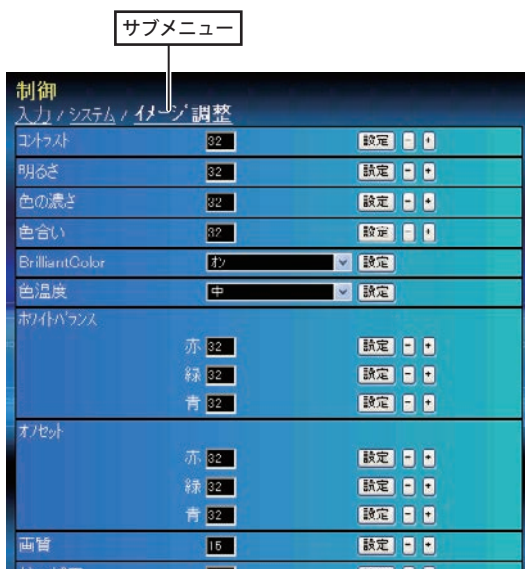 サブメニュー
制御
入力 / システム / イメージ調整
コントラスト 32 設定 - +
明るさ 32 設定 - +
色の濃さ 32 設定 - +
色合い 32 設定 - +
BrilliantColor オン 設定
色温度 中 設定
ホワイトバランス
赤 32 設定 - +
緑 32 設定 - +
青 32 設定 - +
オフセット
赤 32 設定 - +
緑 32 設定 - +
青 32 設定 - +
画質 15 設定 - +